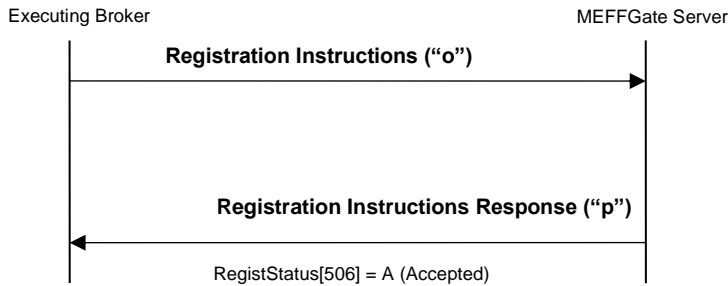 Executing Broker
MEFFGate Server
Registration Instructions (“o”)
Registration Instructions Response (“p”)
RegistStatus[506] = A (Accepted)